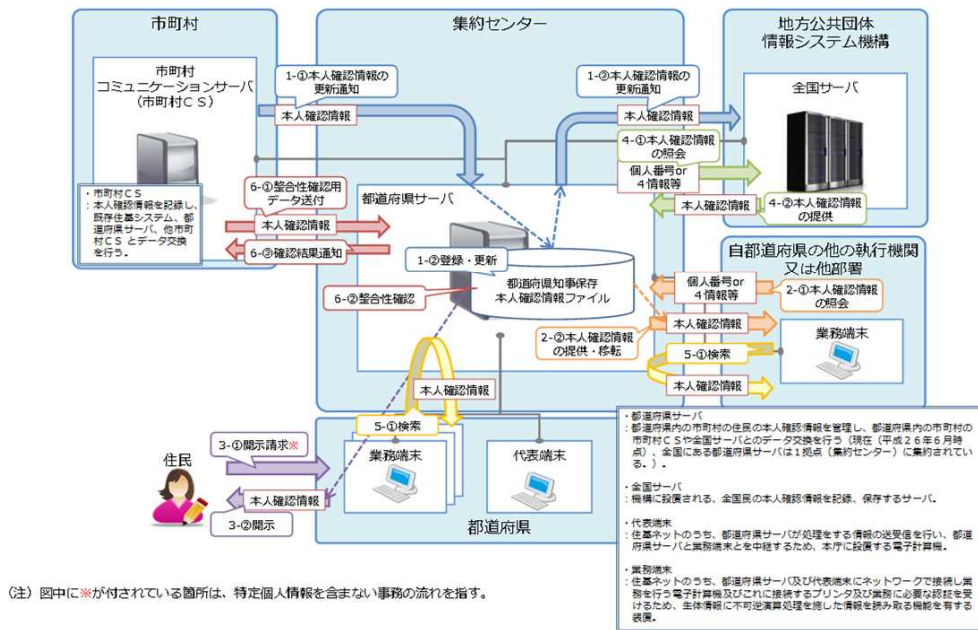 市町村
集約センター
地方公共団体
情報システム機構
市町村
コミュニケーションサーバ
(市町村CS)
1-①本人確認情報の
更新通知
本人確認情報
1-③本人確認情報の
更新通知
本人確認情報
全国サーバ
4-①本人確認情報
の照会
個人番号or
4情報等
本人確認情報
4-②本人確認情報
の提供
・市町村CS
:本人確認情報を記録し、
既存住基システム、都道
府県サーバ、他市町
村CS とデータ交換
を行う。
6-①整合性確認用
データ送付
本人確認情報
6-③確認結果通知
都道府県サーバ
1-②登録・更新
都道府県知事保存
本人確認情報ファイル
6-②整合性確認
自都道府県の他の執行機関
又は他部署
個人番号or
4情報等
2-①本人確認情報
の照会
本人確認情報
2-②本人確認情報
の提供・移転
5-①検索
本人確認情報
業務端末
本人確認情報
5-①検索
業務端末
代表端末
都道府県
住民
3-①開示請求※
本人確認情報
3-②開示
・都道府県サーバ
:都道府県内の市町村の住民の本人確認情報を管理し、都道府県内の市町村の
市町村CSや全国サーバとのデータ交換を行う(現在(平成26年6月時
点)、全国にある都道府県サーバは1拠点(集約センター)に集約されてい
る。)。
・全国サーバ
:機構に設置される、全国民の本人確認情報を記録、保存するサーバ。
・代表端末
:住基ネットのうち、都道府県サーバが処理をする情報の送受信を行い、都道
府県サーバと業務端末とを中継するため、本庁に設置する電子計算機。
・業務端末
:住基ネットのうち、都道府県サーバ及び代表端末にネットワークで接続し業
務を行う電子計算機及びこれに接続するプリンタ及び業務に必要な認証を受
けるため、生体情報に不可逆演算処理を施した情報を読み取る機能を有する
装置。
(注)図中に※が付されている箇所は、特定個人情報を含まない事務の流れを指す。